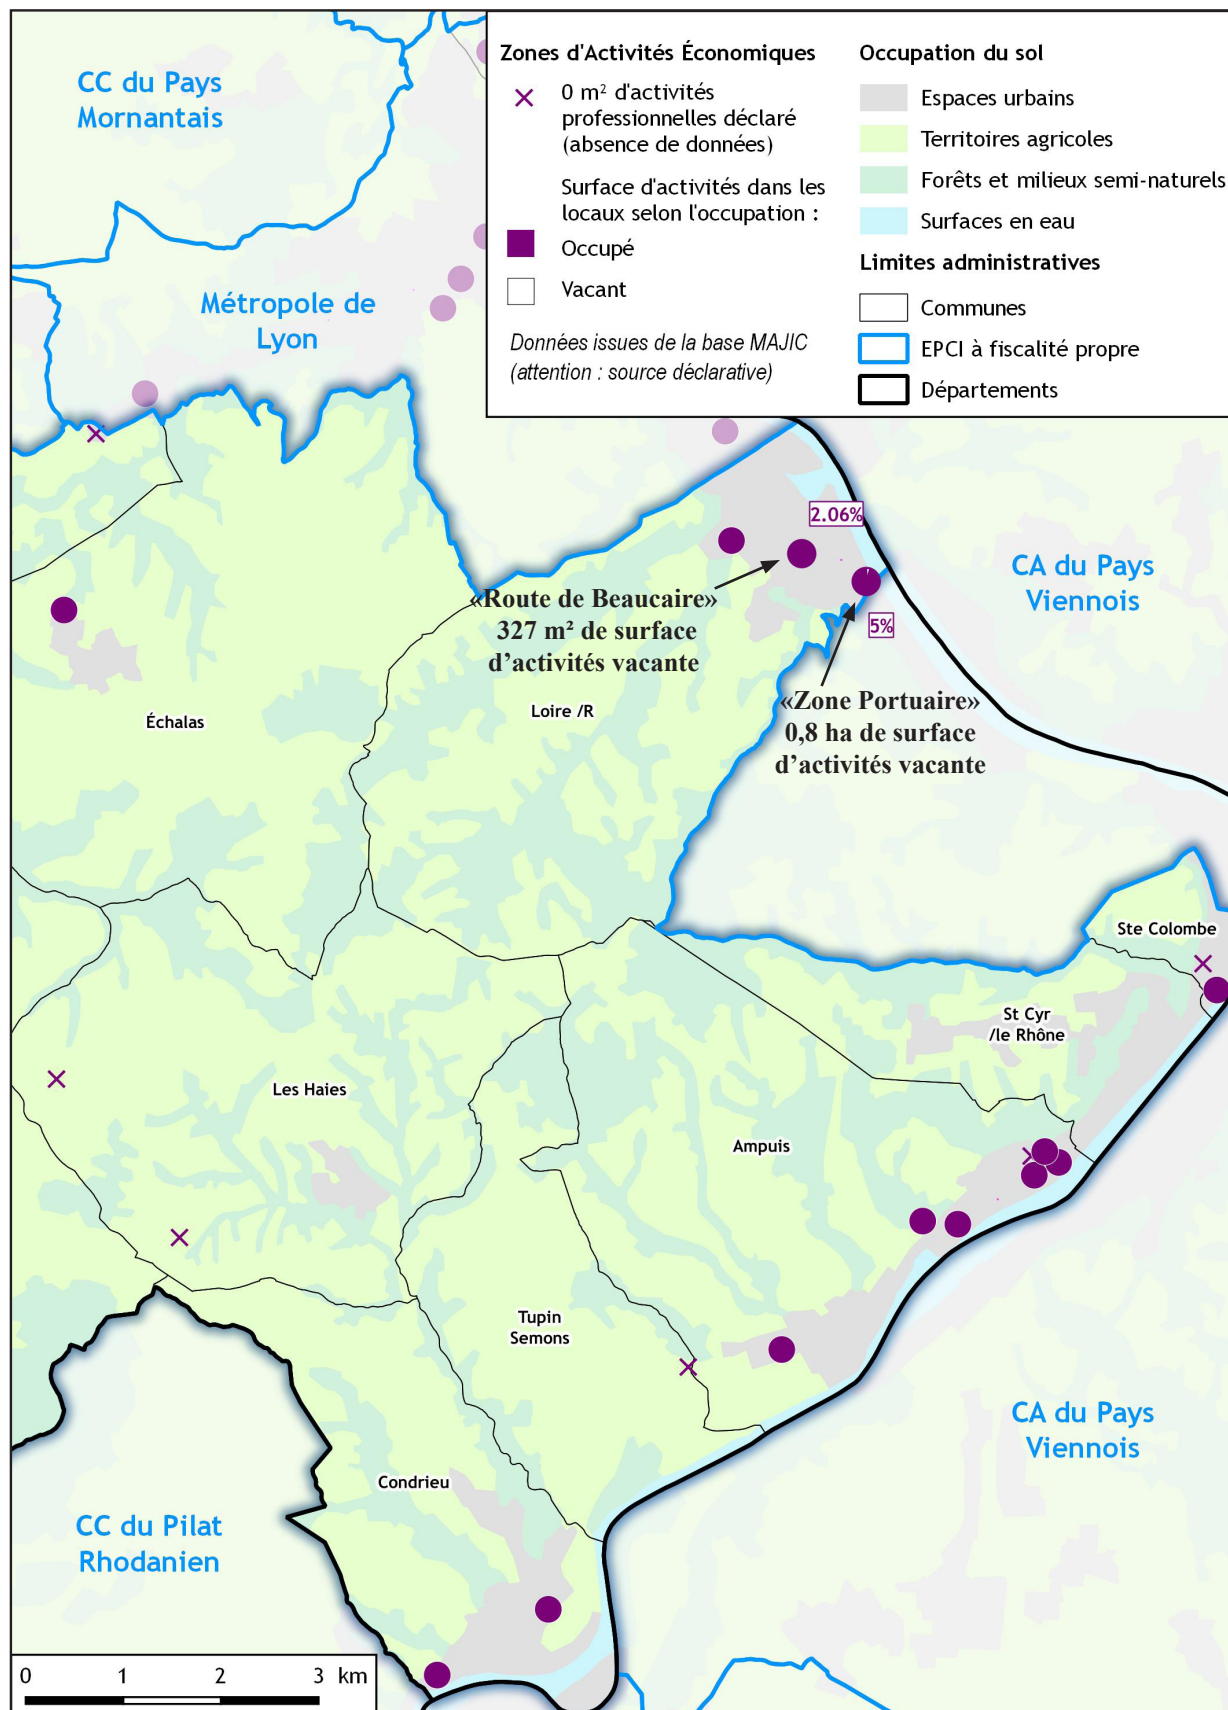 CC du Pays
Mornantais
Zones d'Activités Économiques
0 m² d'activités
professionnelles déclaré
(absence de données)
Surface d'activités dans les
locaux selon l'occupation :
Occupé
Vacant
Données issues de la base MAJIC
(attention : source déclarative)
Occupation du sol
Espaces urbains
Territoires agricoles
Forêts et milieux semi-naturels
Surfaces en eau
Limites administratives
Communes
EPCI à fiscalité propre
Départements
Métropole de
Lyon
2.06%
CA du Pays
Viennois
«Route de Beaucaire»
327 m² de surface
d’activités vacante
5%
«Zone Portuaire»
0,8 ha de surface
d’activités vacante
Échalas
Loire /R
Ste Colombe
St Cyr
/le Rhône
Les Haies
Ampuis
Tupin
Semons
CA du Pays
Viennois
Condrieu
CC du Pilat
Rhodanien
0 1 2 3 km